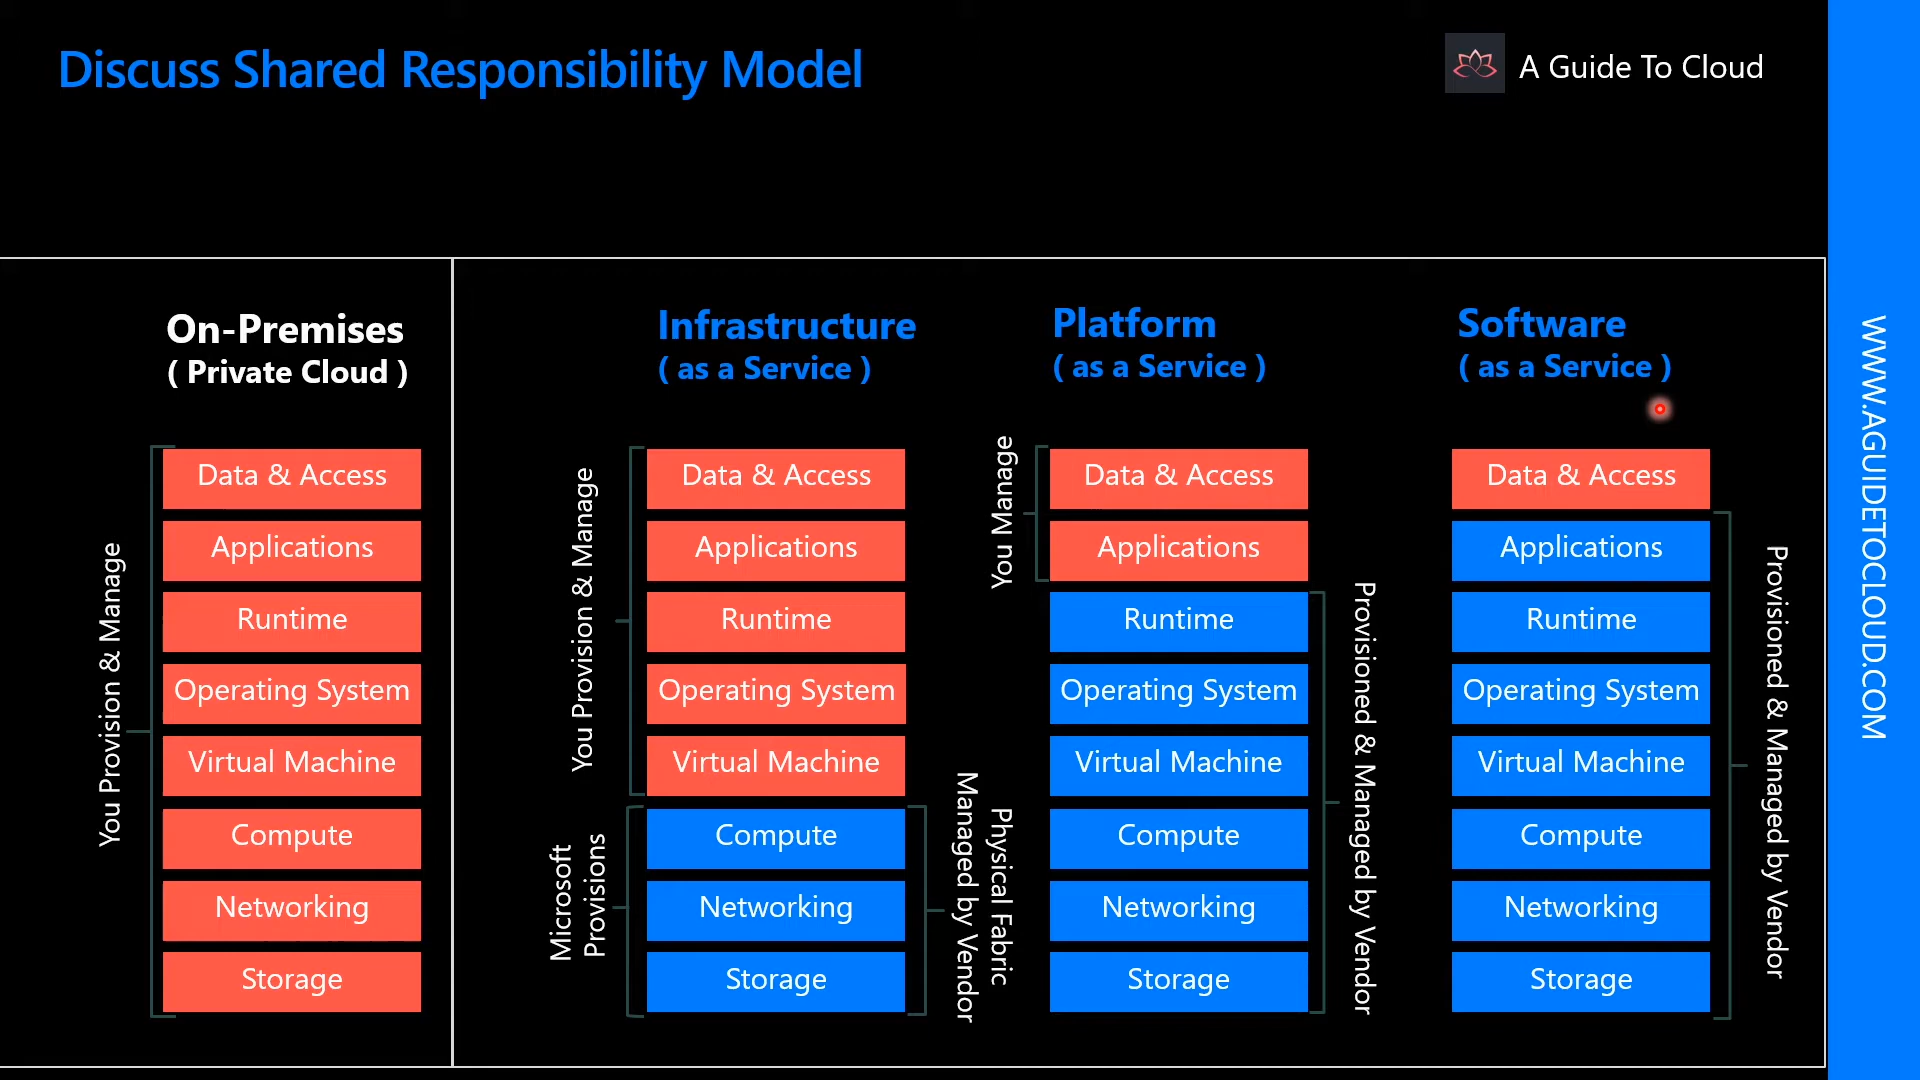 Discuss Shared Responsibility Model
A Guide To Cloud
On-Premises
( Private Cloud )
You Provision & Manage
Data & Access
Applications
Runtime
Operating System
Virtual Machine
Compute
Networking
Storage
Infrastructure
( as a Service )
You Provision & Manage
Microsoft
Provisions
Data & Access
Applications
Runtime
Operating System
Virtual Machine
Compute
Networking
Storage
Physical Fabric
Managed by Vendor
Platform
( as a Service )
You Manage
Data & Access
Applications
Runtime
Operating System
Virtual Machine
Compute
Networking
Storage
Provisioned & Managed by Vendor
Software
( as a Service )
Data & Access
Applications
Runtime
Operating System
Virtual Machine
Compute
Networking
Storage
Provisioned & Managed by Vendor
WWW.AGUIDETOCLOUD.COM